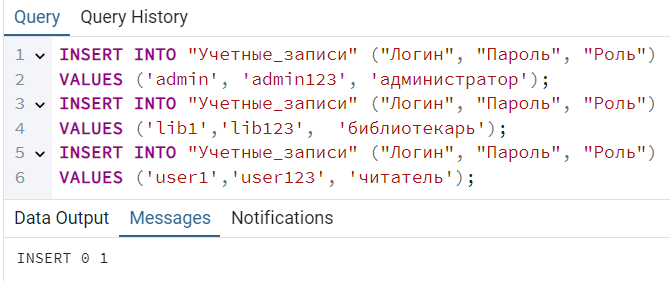 Query Query History
1 INSERT INTO "Учетные_записи" ("Логин", "Пароль", "Роль")
2 VALUES ('admin', 'admin123', 'администратор');
3 INSERT INTO "Учетные_записи" ("Логин", "Пароль", "Роль")
4 VALUES ('lib1','lib123', 'библиотекарь');
5 INSERT INTO "Учетные_записи" ("Логин", "Пароль", "Роль")
6 VALUES ('user1','user123', 'читатель');
Data Output Messages Notifications
INSERT 0 1